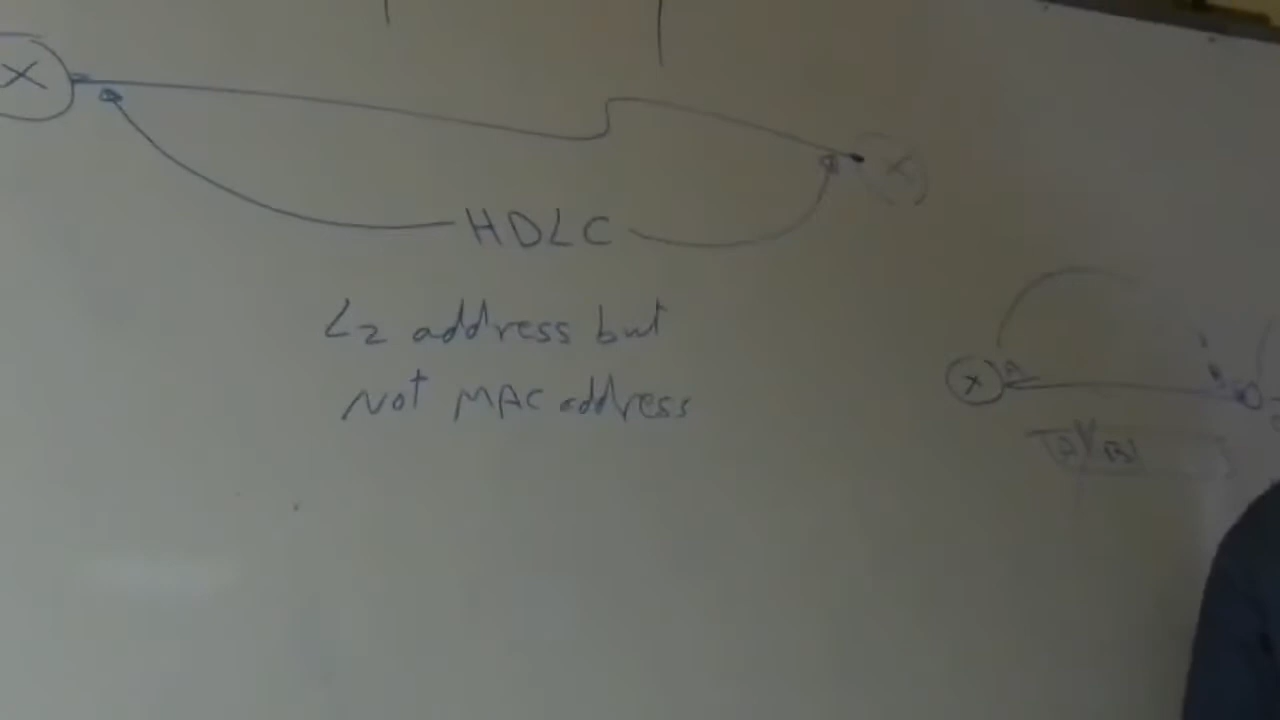 X
X
HDLC
L2 address but
Not MAC address
X A
A B